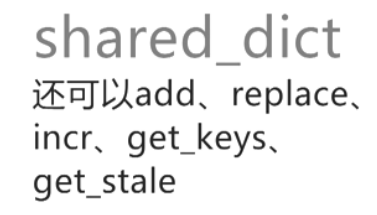 shared_dict
还可以add、replace、
incr、get_keys、
get_stale